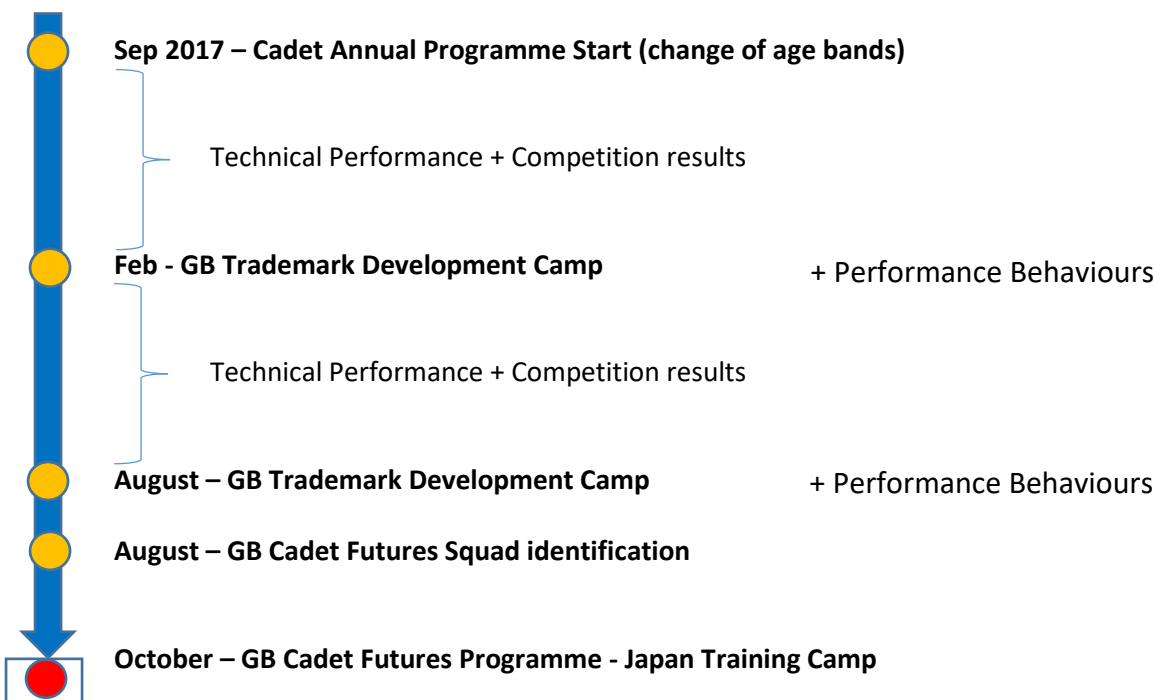 Sep 2017 – Cadet Annual Programme Start (change of age bands)
Technical Performance + Competition results
Feb - GB Trademark Development Camp
+ Performance Behaviours
Technical Performance + Competition results
August – GB Trademark Development Camp
+ Performance Behaviours
August – GB Cadet Futures Squad identification
October – GB Cadet Futures Programme - Japan Training Camp